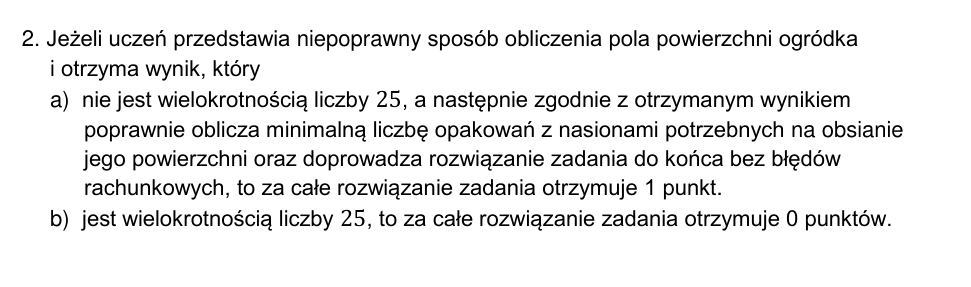 2. Jeżeli uczeń przedstawia niepoprawny sposób obliczenia pola powierzchni ogródka
i otrzyma wynik, który
a) nie jest wielokrotnością liczby 25, a następnie zgodnie z otrzymanym wynikiem
poprawnie oblicza minimalną liczbę opakowań z nasionami potrzebnych na obsianie
jego powierzchni oraz doprowadza rozwiązanie zadania do końca bez błędów
rachunkowych, to za całe rozwiązanie zadania otrzymuje 1 punkt.
b) jest wielokrotnością liczby 25, to za całe rozwiązanie zadania otrzymuje 0 punktów.